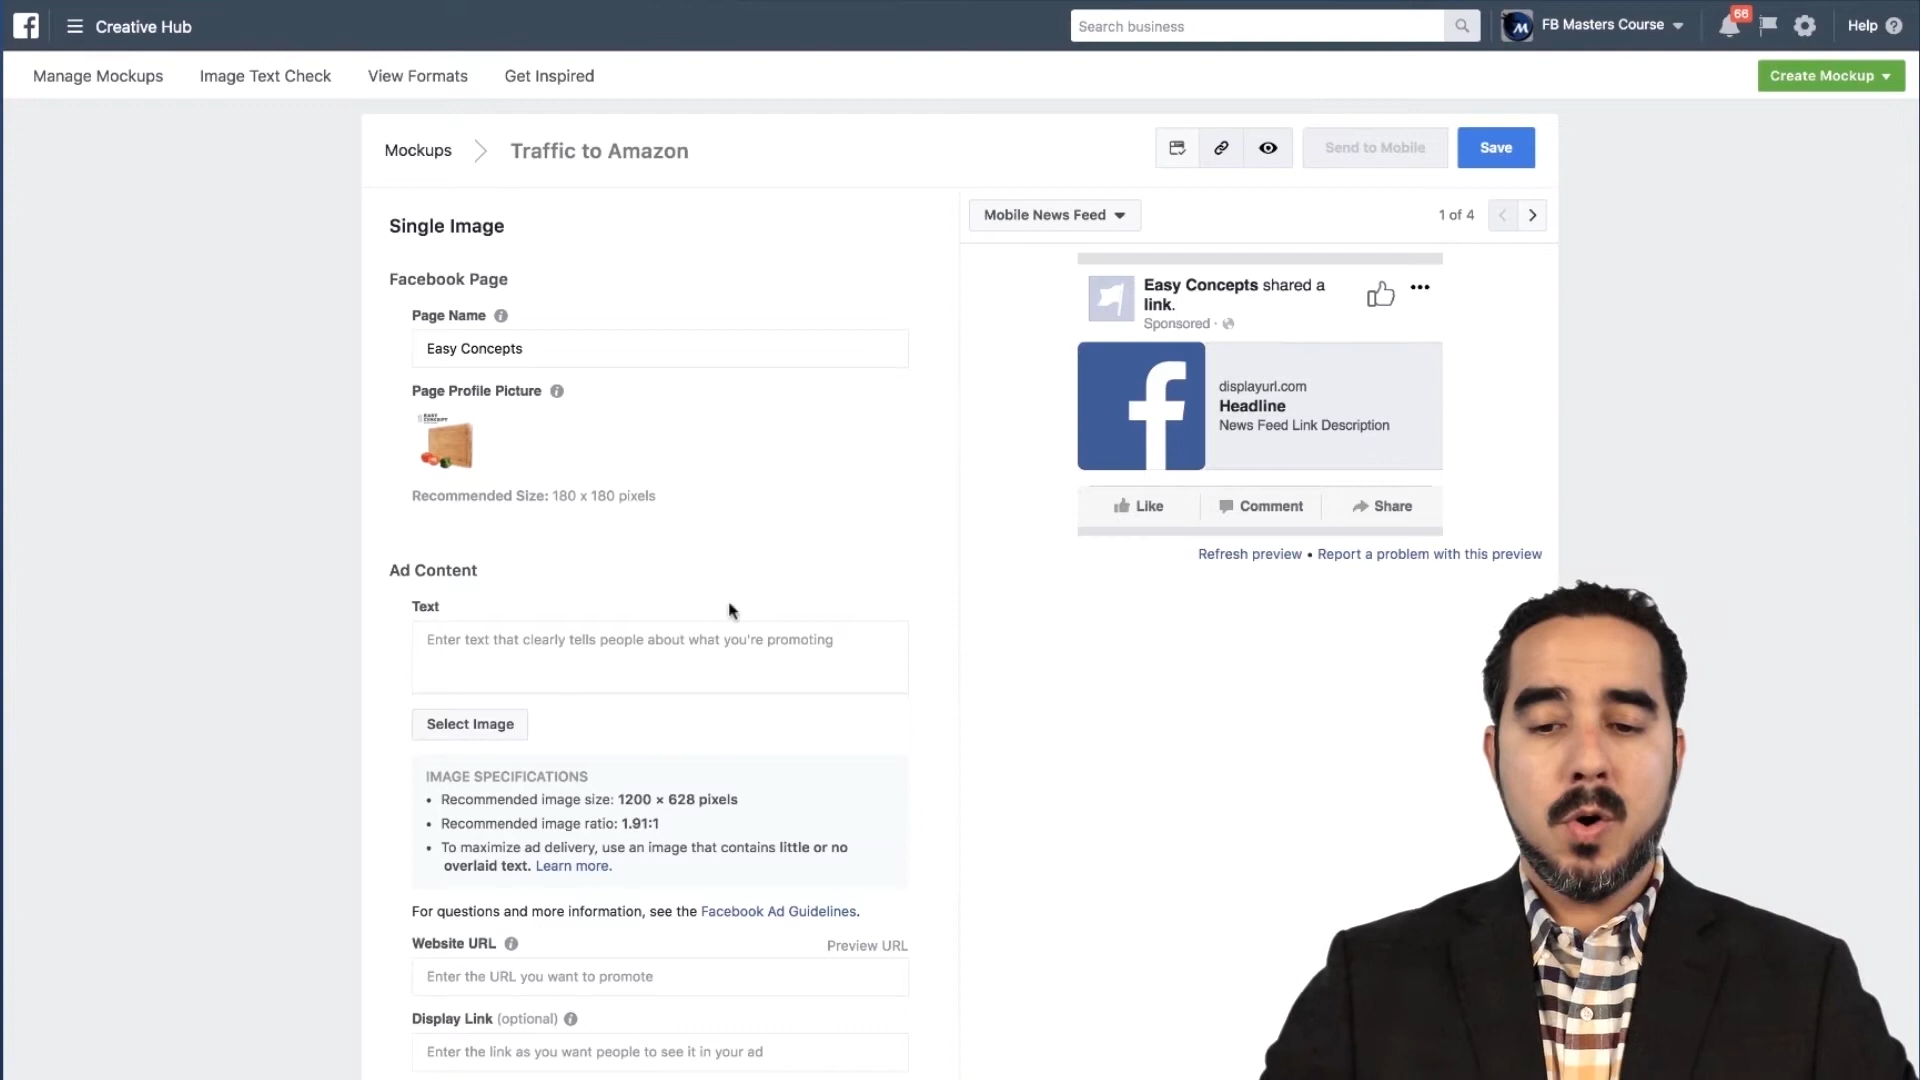 Creative Hub
Search business
FB Masters Course
66
Help
Manage Mockups
Image Text Check
View Formats
Get Inspired
Create Mockup
Mockups
Traffic to Amazon
Send to Mobile
Save
Single Image
Facebook Page
Page Name
Easy Concepts
Page Profile Picture
EASY
CONCEPT
Recommended Size: 180 x 180 pixels
Ad Content
Text
Enter text that clearly tells people about what you're promoting
Select Image
IMAGE SPECIFICATIONS
• Recommended image size: 1200 × 628 pixels
• Recommended image ratio: 1.91:1
• To maximize ad delivery, use an image that contains little or no
overlaid text. Learn more.
For questions and more information, see the Facebook Ad Guidelines.
Website URL
Preview URL
Enter the URL you want to promote
Display Link (optional)
Enter the link as you want people to see it in your ad
Mobile News Feed
1 of 4
Easy Concepts shared a
link.
Sponsored ·
displayurl.com
Headline
News Feed Link Description
Like
Comment
Share
Refresh preview • Report a problem with this preview